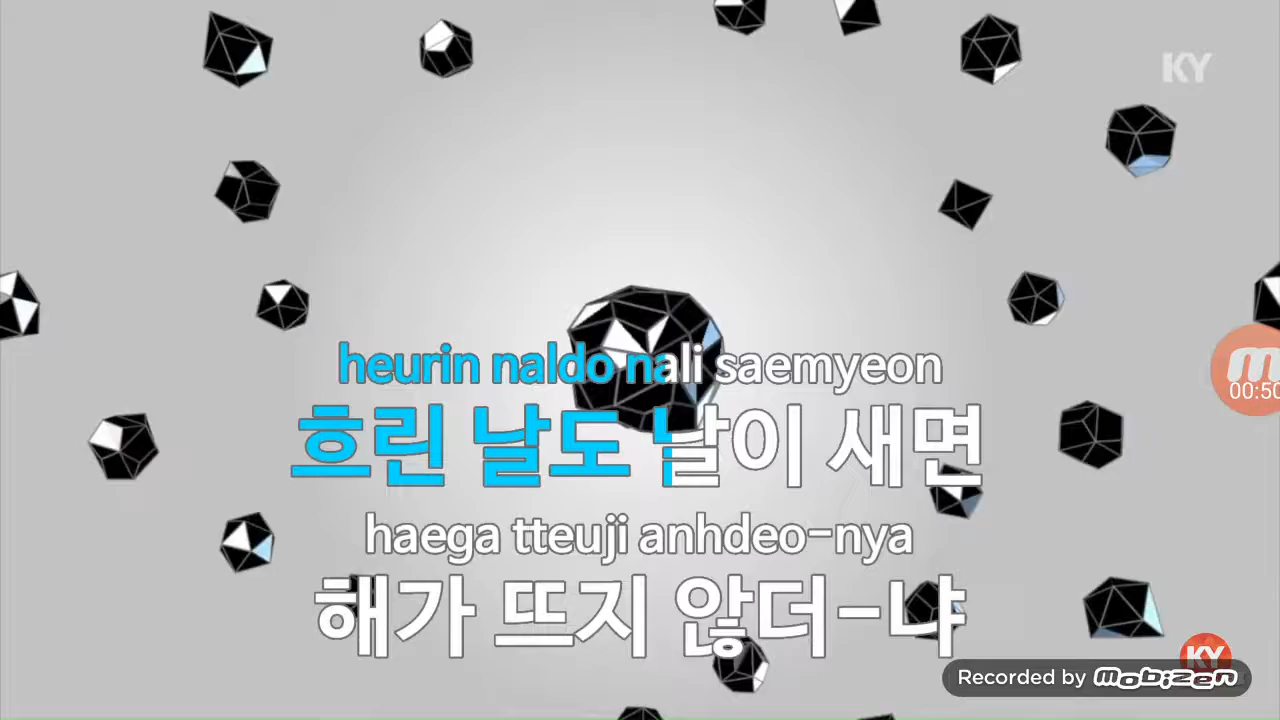 KY
heurin naldo nali saemyeon
흐린 날도 날이 새면
00:50
haega tteuji anhdeo-nya
해가 뜨지 않더-냐
KY
Recorded by mobizen